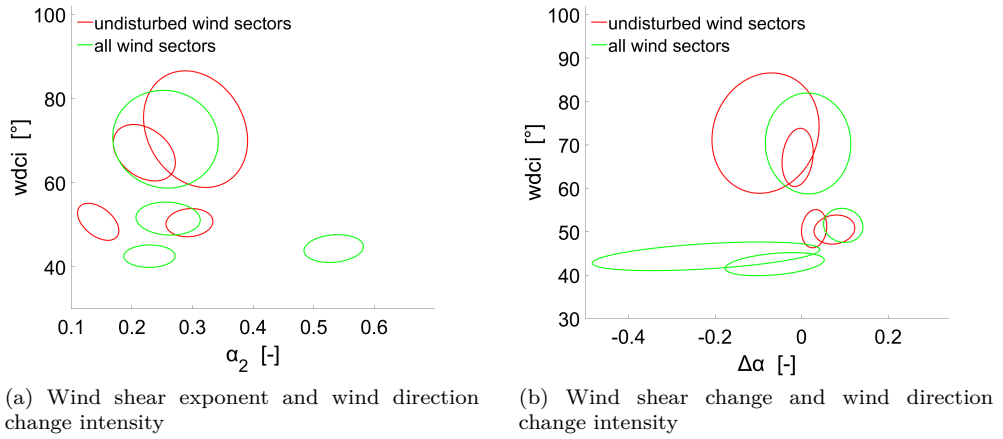 100
80
60
40
wdci [°]
undisturbed wind sectors
all wind sectors
0.1 0.2 0.3 0.4 0.5 0.6
α2 [-]
(a) Wind shear exponent and wind direction
change intensity
100
90
80
70
60
50
40
30
wdci [°]
undisturbed wind sectors
all wind sectors
-0.4 -0.2 0 0.2
Δα [-]
(b) Wind shear change and wind direction
change intensity